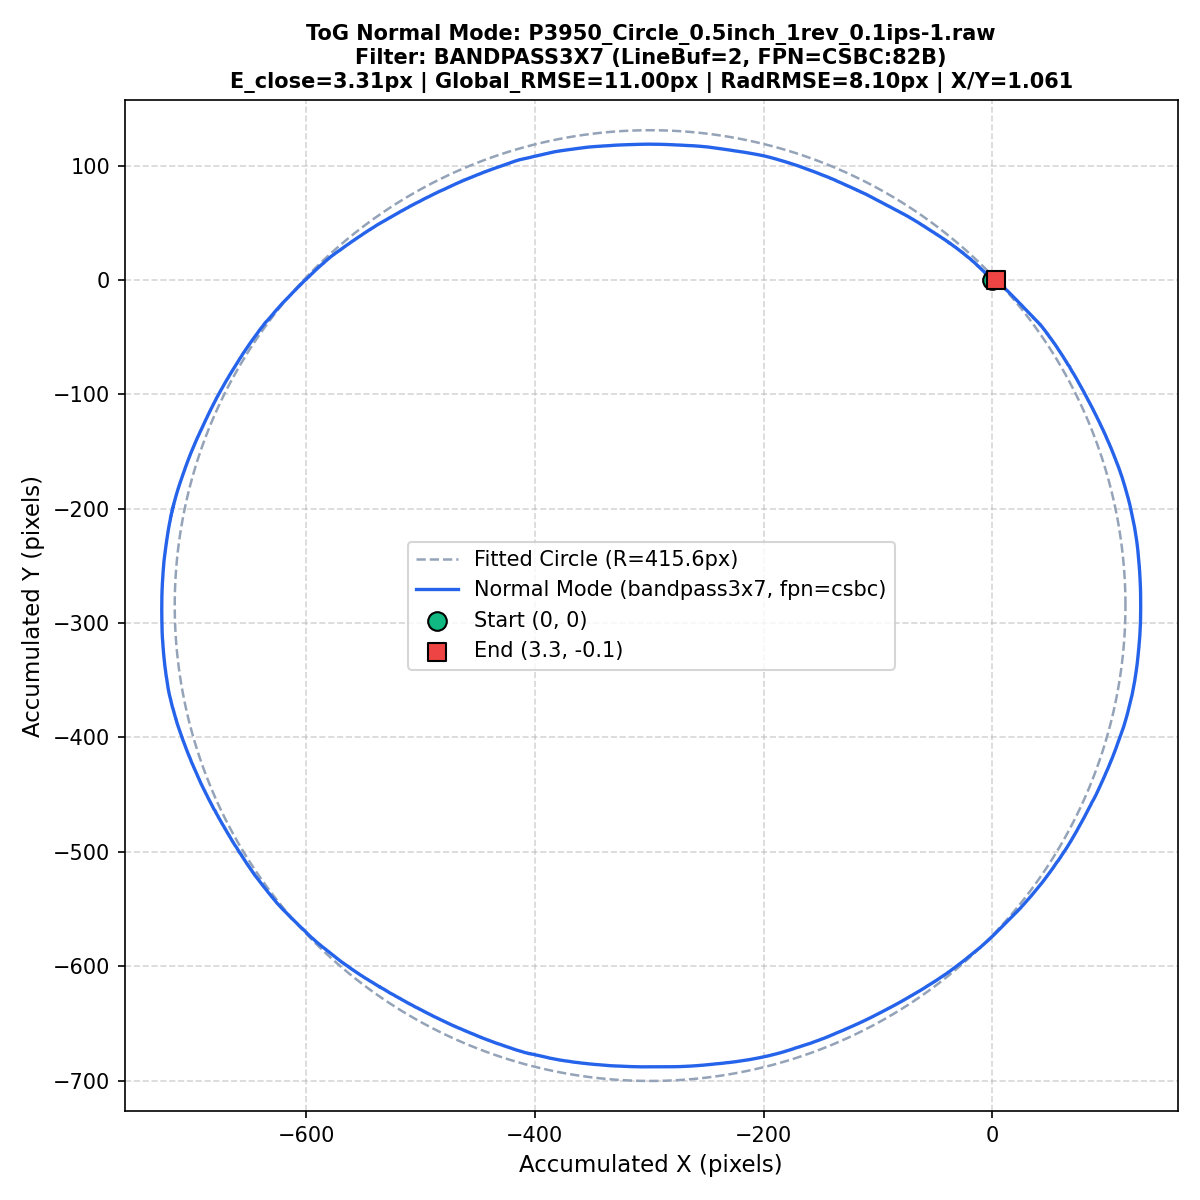 ToG Normal Mode: P3950_Circle_0.5inch_1rev_0.1ips-1.raw
Filter: BANDPASS3X7 (LineBuf=2, FPN=CSBC:82B)
E_close=3.31px | Global_RMSE=11.00px | RadRMSE=8.10px | X/Y=1.061
100
0
−100
−200
−300
−400
−500
−600
−700
Accumulated Y (pixels)
Fitted Circle (R=415.6px)
Normal Mode (bandpass3x7, fpn=csbc)
Start (0, 0)
End (3.3, -0.1)
−600
−400
−200
0
Accumulated X (pixels)